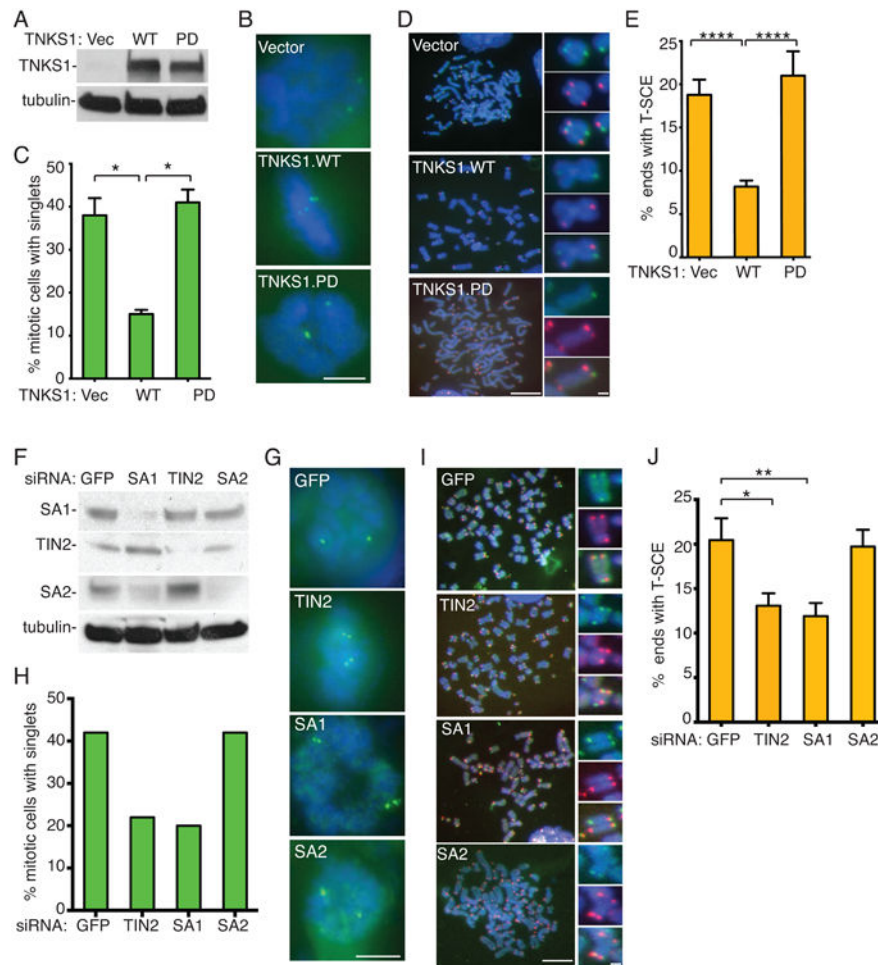 A
TNKS1: Vec WT PD
TNKS1-
tubulin-
B
Vector
TNKS1.WT
TNKS1.PD
C
% mitotic cells with singlets
50
40
30
20
10
0
* *
TNKS1: Vec WT PD
D
Vector
TNKS1.WT
TNKS1.PD
E
% ends with T-SCE
25
20
15
10
5
0
**** ****
TNKS1: Vec WT PD
F
siRNA: GFP SA1 TIN2 SA2
SA1-
TIN2-
SA2-
tubulin-
G
GFP
TIN2
SA1
SA2
H
% mitotic cells with singlets
50
40
30
20
10
0
siRNA: GFP TIN2 SA1 SA2
I
GFP
TIN2
SA1
SA2
J
% ends with T-SCE
25
20
15
10
5
0
**
*
siRNA: GFP TIN2 SA1 SA2